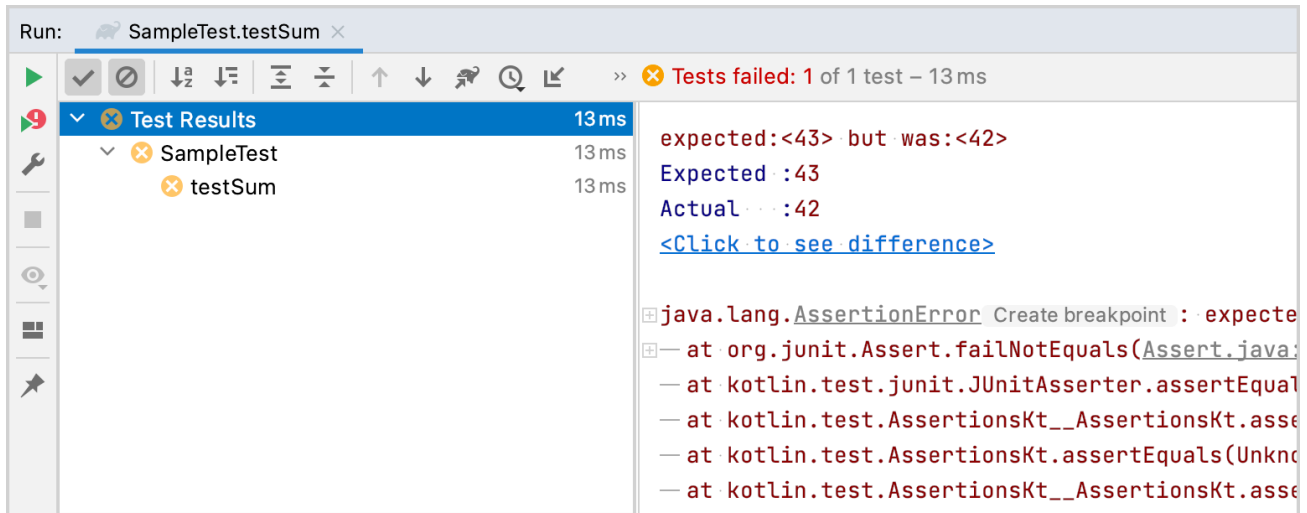 Run: SampleTest.testSum
Tests failed: 1 of 1 test – 13 ms
Test Results 13 ms
SampleTest 13 ms
testSum 13 ms
expected:<43> but was:<42>
Expected :43
Actual :42
<Click to see difference>
java.lang.AssertionError Create breakpoint : expecte
at org.junit.Assert.failNotEquals(Assert.java:
at kotlin.test.junit.JUnitAsserter.assertEqual
at kotlin.test.AssertionsKt__AssertionsKt.asse
at kotlin.test.AssertionsKt.assertEquals(Unkno
at kotlin.test.AssertionsKt__AssertionsKt.asse